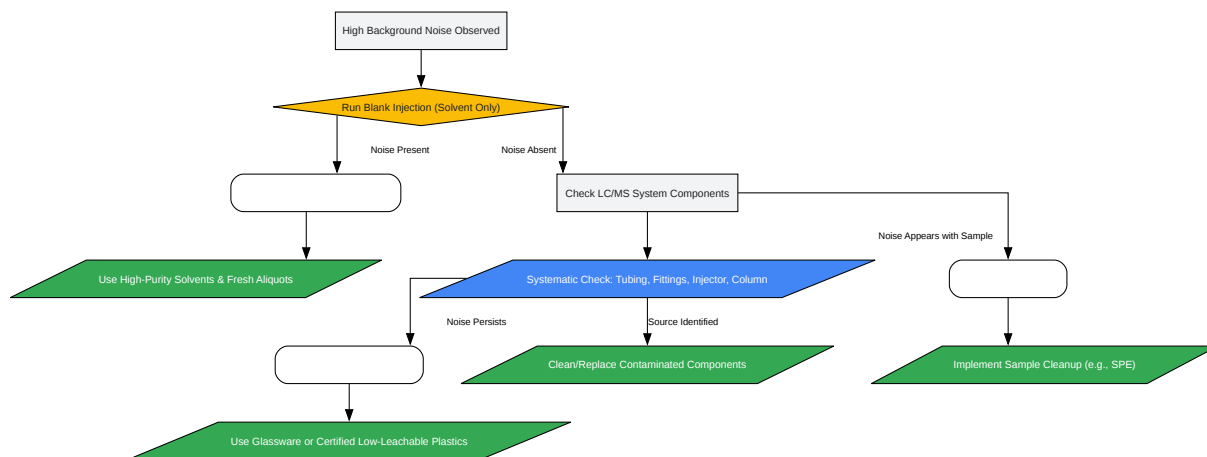 High Background Noise Observed
Run Blank Injection (Solvent Only)
Noise Present
Noise Absent
Check LC/MS System Components
Noise Appears with Sample
Use High-Purity Solvents & Fresh Aliquots
Systematic Check: Tubing, Fittings, Injector, Column
Noise Persists
Source Identified
Clean/Replace Contaminated Components
Implement Sample Cleanup (e.g., SPE)
Use Glassware or Certified Low-Leachable Plastics